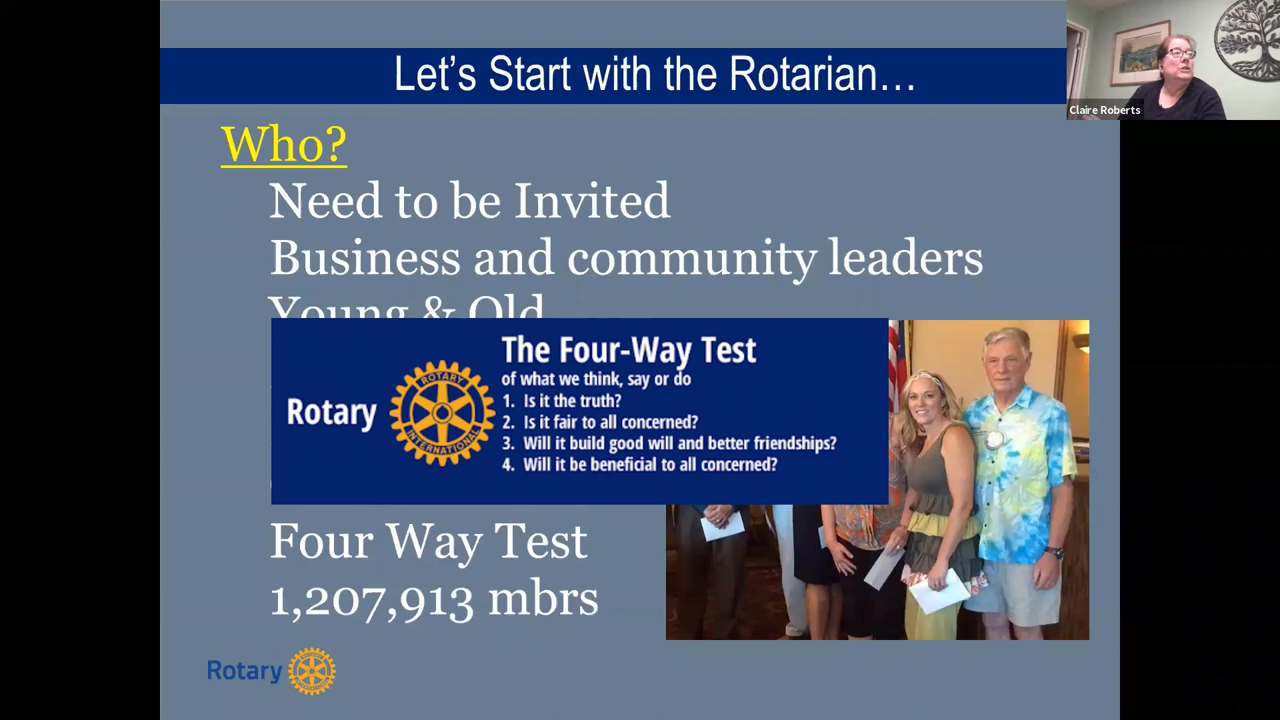 Let's Start with the Rotarian...
Claire Roberts
Who?
Need to be Invited
Business and community leaders
Young & Old
The Four-Way Test
of what we think, say or do
1. Is it the truth?
2. Is it fair to all concerned?
3. Will it build good will and better friendships?
4. Will it be beneficial to all concerned?
Rotary
ROTARY
INTERNATIONAL
Four Way Test
1,207,913 mbrs
Rotary